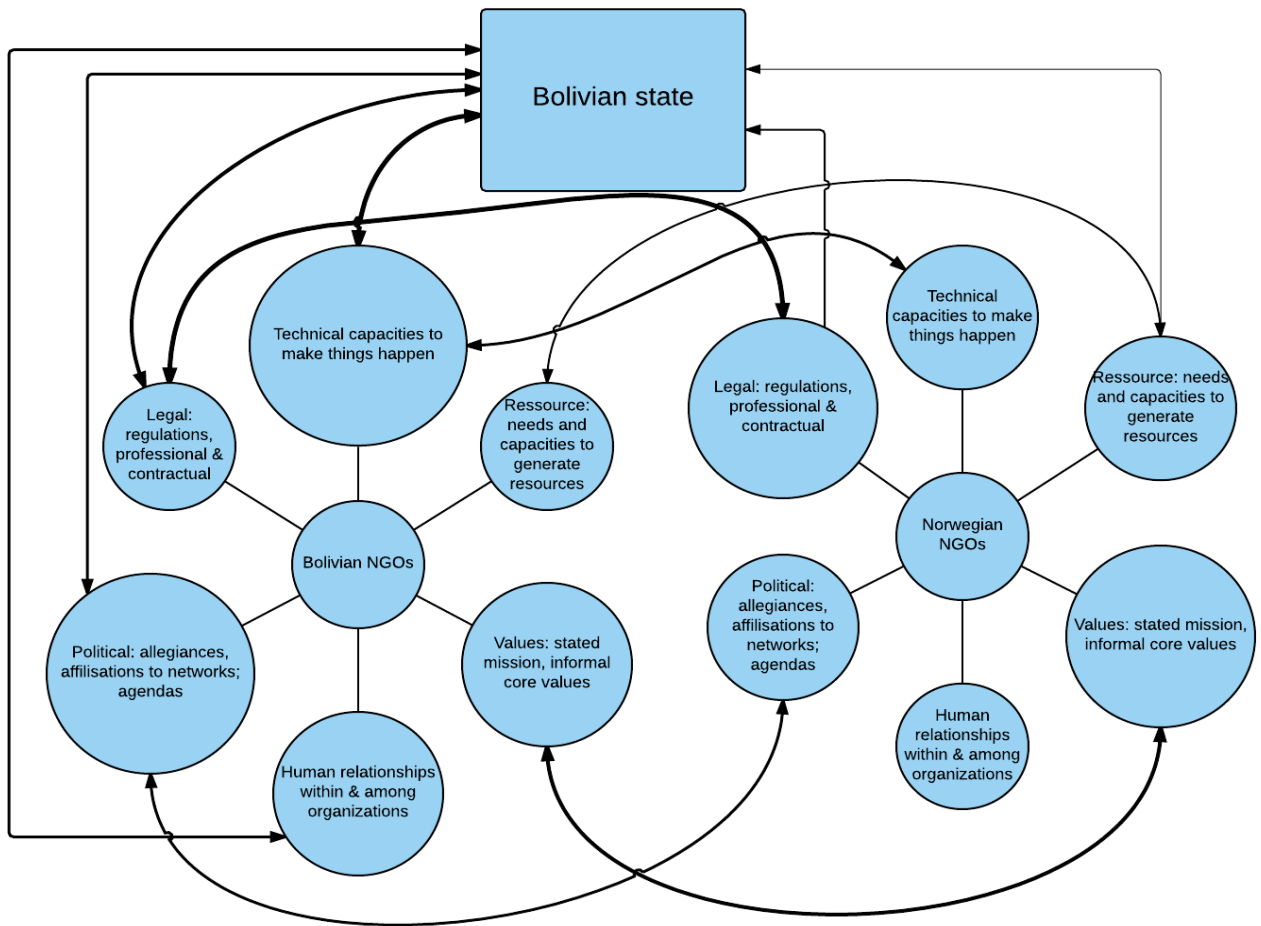 Bolivian state
Technical capacities to
make things happen
Technical
capacities to make
things happen
Legal:
regulations,
professional &
contractual
Ressource:
needs and
capacities to
generate
resources
Legal: regulations,
professional &
contractual
Ressource: needs
and capacities to
generate
resources
Bolivian NGOs
Norwegian
NGOs
Political: allegiances,
affilisations to networks;
agendas
Values: stated
mission, informal
core values
Political:
allegiances,
affilisations to
networks;
agendas
Values: stated mission,
informal core values
Human relationships
within & among
organizations
Human
relationships
within & among
organizations